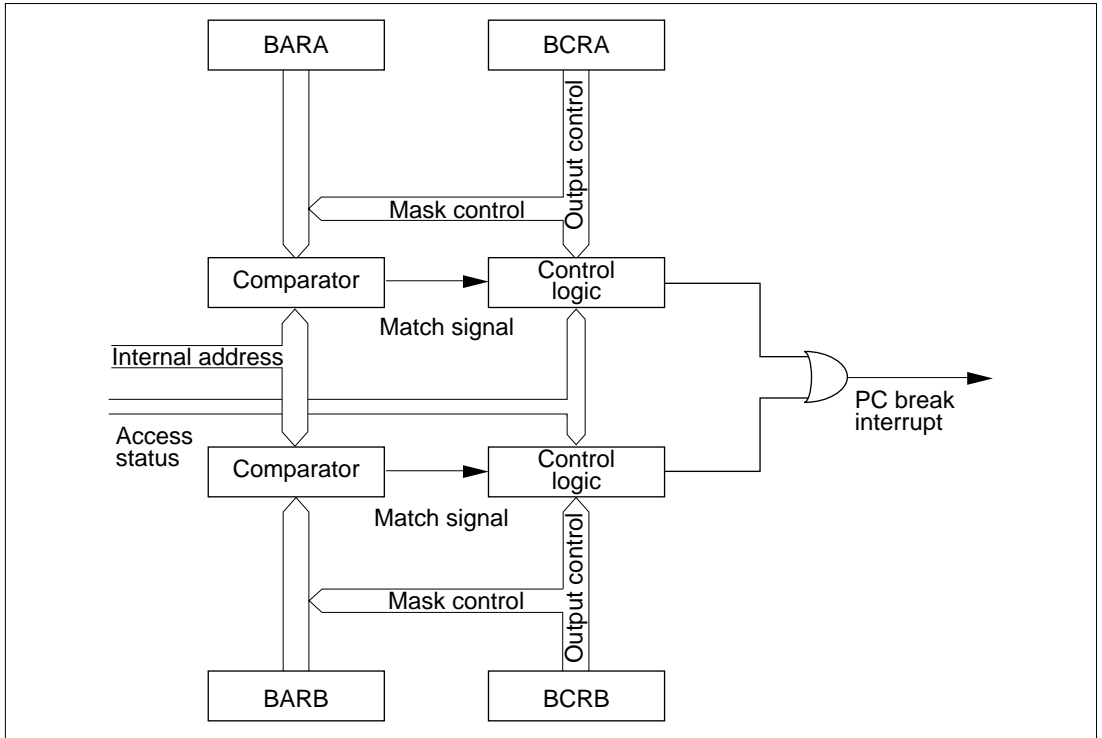 BARA
BCRA
Output control
Mask control
Comparator
Control
logic
Match signal
Internal address
Access
status
PC break
interrupt
Comparator
Control
logic
Match signal
Mask control
Output control
BARB
BCRB